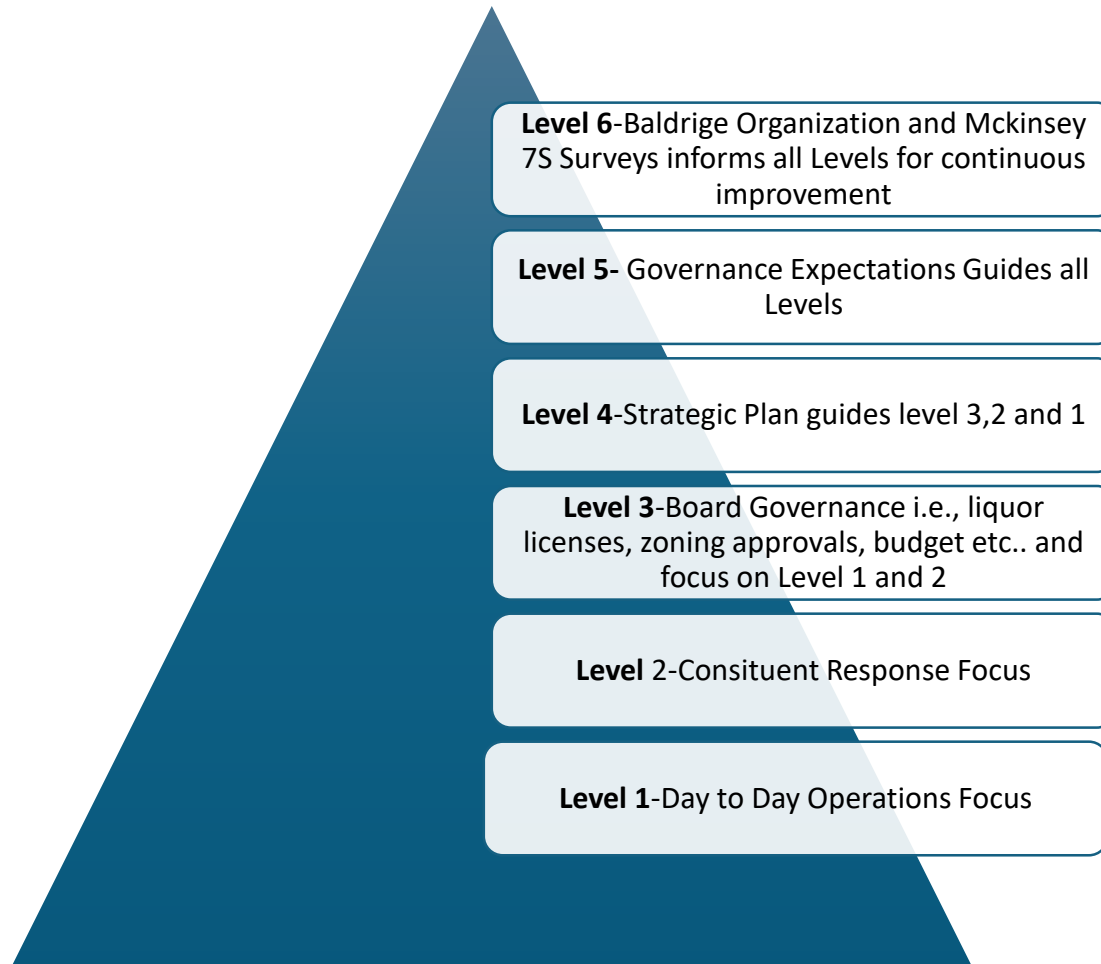 Level 6-Baldrige Organization and Mckinsey
7S Surveys informs all Levels for continuous
improvement
Level 5- Governance Expectations Guides all
Levels
Level 4-Strategic Plan guides level 3,2 and 1
Level 3-Board Governance i.e., liquor
licenses, zoning approvals, budget etc.. and
focus on Level 1 and 2
Level 2-Consituent Response Focus
Level 1-Day to Day Operations Focus